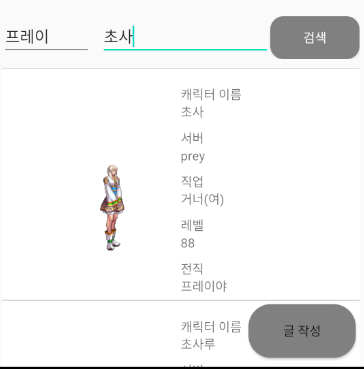 프레이
초사
검색
캐릭터 이름
초사
서버
prey
직업
거너(여)
레벨
88
전직
프레이야
캐릭터 이름
초사루
글 작성